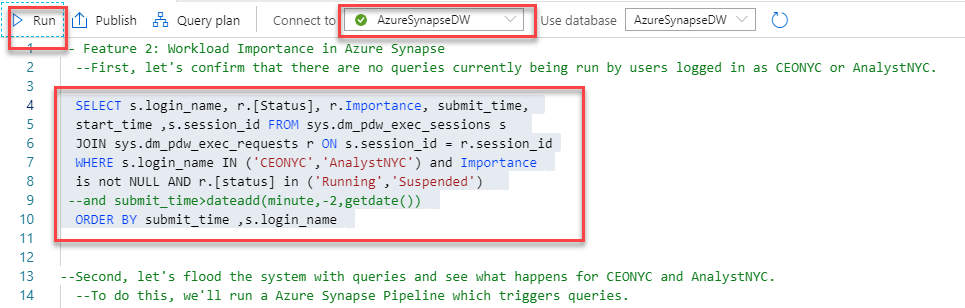 Run Publish Query plan Connect to AzureSynapseDW Use database AzureSynapseDW
1 - Feature 2: Workload Importance in Azure Synapse
2 --First, let's confirm that there are no queries currently being run by users logged in as CEONYC or AnalystNYC.
3
4 SELECT s.login_name, r.[Status], r.Importance, submit_time,
5 start_time ,s.session_id FROM sys.dm_pdw_exec_sessions s
6 JOIN sys.dm_pdw_exec_requests r ON s.session_id = r.session_id
7 WHERE s.login_name IN ('CEONYC','AnalystNYC') and Importance
8 is not NULL AND r.[status] in ('Running','Suspended')
9 --and submit_time>dateadd(minute,-2,getdate())
10 ORDER BY submit_time ,s.login_name
11
12
13 --Second, let's flood the system with queries and see what happens for CEONYC and AnalystNYC.
14 --To do this, we'll run a Azure Synapse Pipeline which triggers queries.